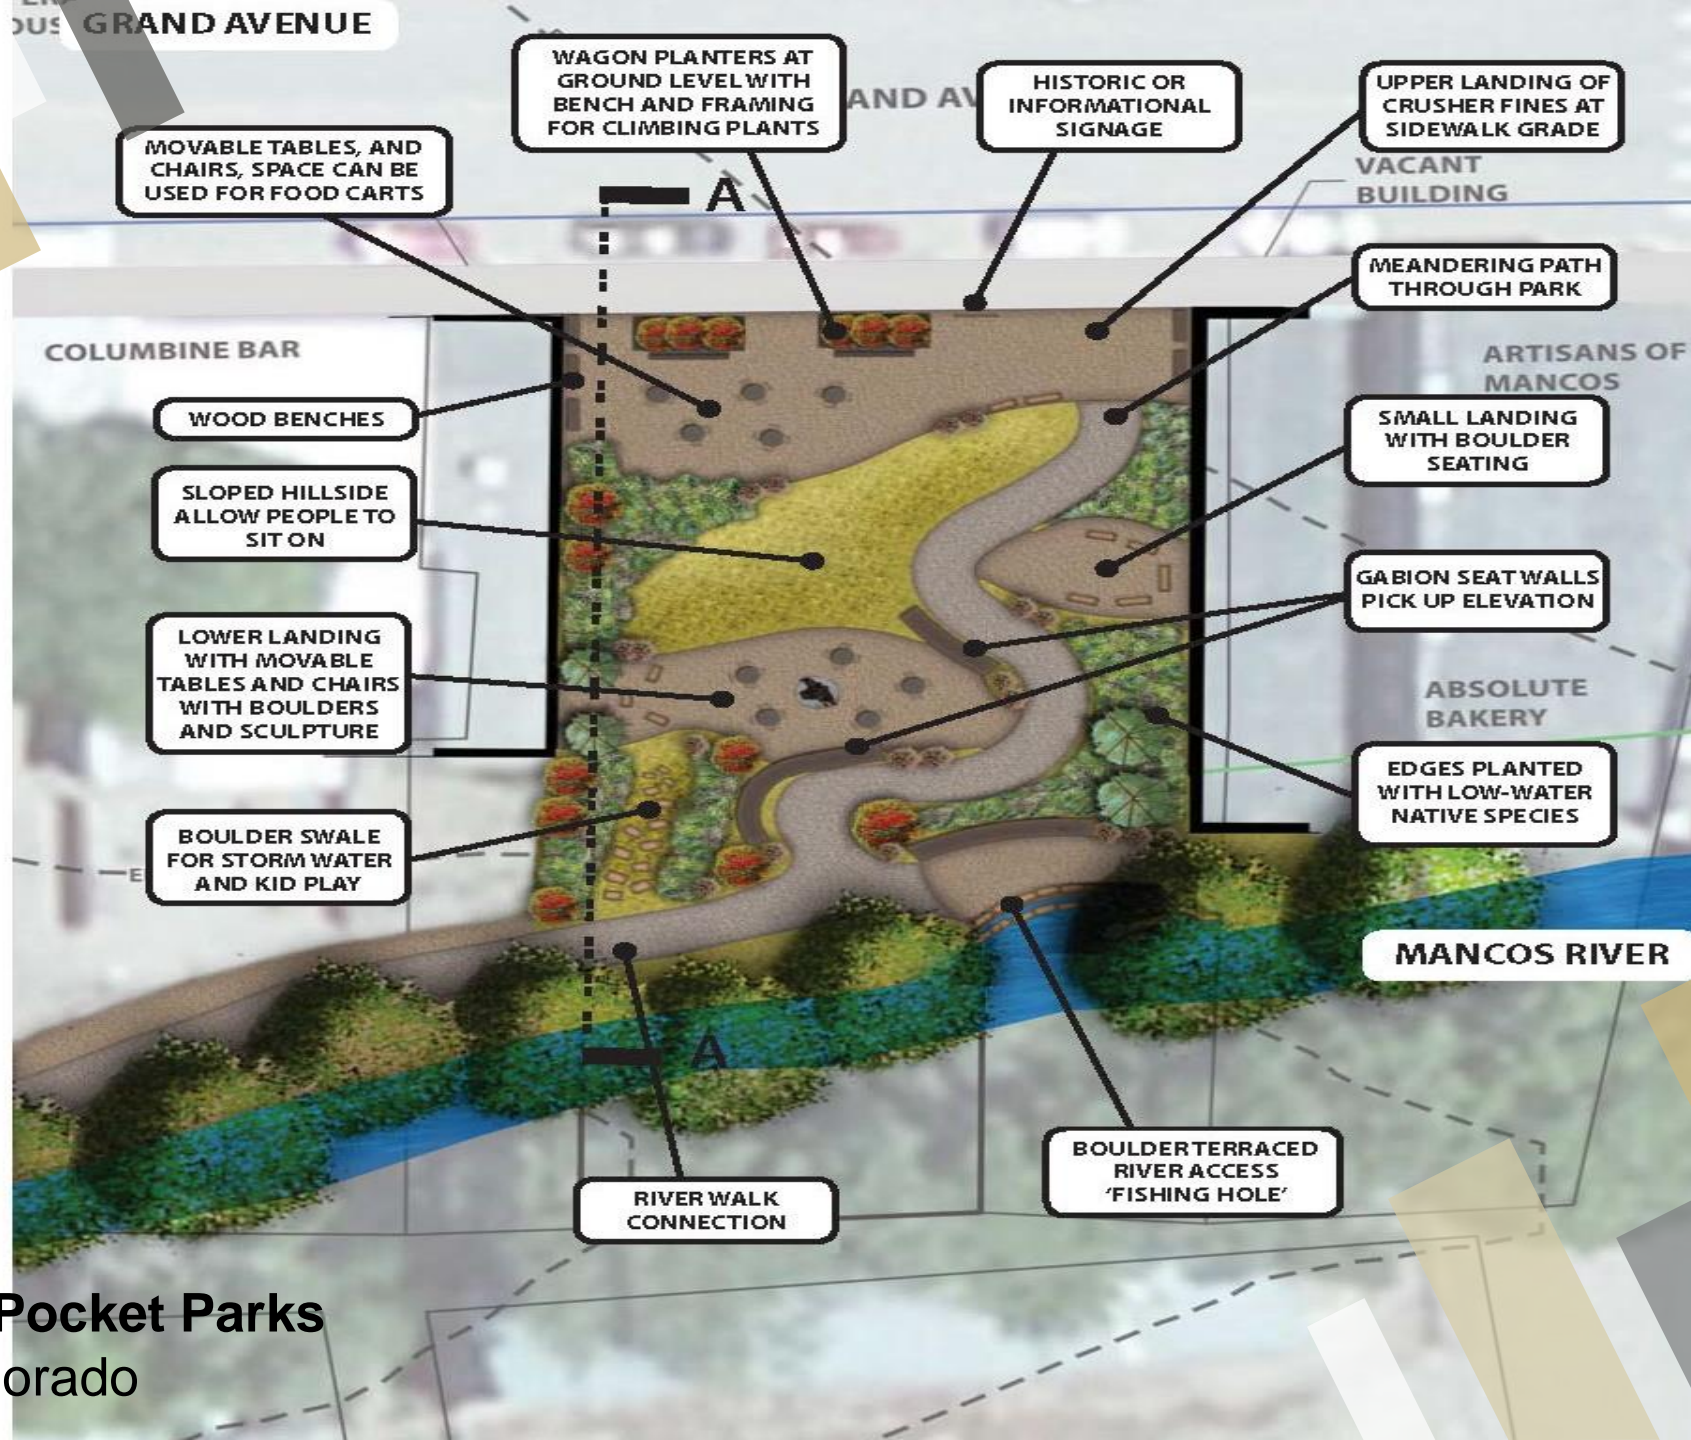 GRAND AVENUE
WAGON PLANTERS AT
GROUND LEVEL WITH
BENCH AND FRAMING
FOR CLIMBING PLANTS
AND AV
HISTORIC OR
INFORMATIONAL
SIGNAGE
UPPER LANDING OF
CRUSHER FINES AT
SIDEWALK GRADE
MOVABLE TABLES, AND
CHAIRS, SPACE CAN BE
USED FOR FOOD CARTS
A
VACANT
BUILDING
MEANDERING PATH
THROUGH PARK
COLUMBINE BAR
ARTISANS OF
MANCOS
WOOD BENCHES
SMALL LANDING
WITH BOULDER
SEATING
SLOPED HILLSIDE
ALLOW PEOPLE TO
SIT ON
GABION SEAT WALLS
PICK UP ELEVATION
LOWER LANDING
WITH MOVABLE
TABLES AND CHAIRS
WITH BOULDERS
AND SCULPTURE
ABSOLUTE
BAKERY
EDGES PLANTED
WITH LOW-WATER
NATIVE SPECIES
BOULDER SWALE
FOR STORM WATER
AND KID PLAY
MANCOS RIVER
A
BOULDER TERRACED
RIVER ACCESS
‘FISHING HOLE’
RIVER WALK
CONNECTION
Pocket Parks
orado